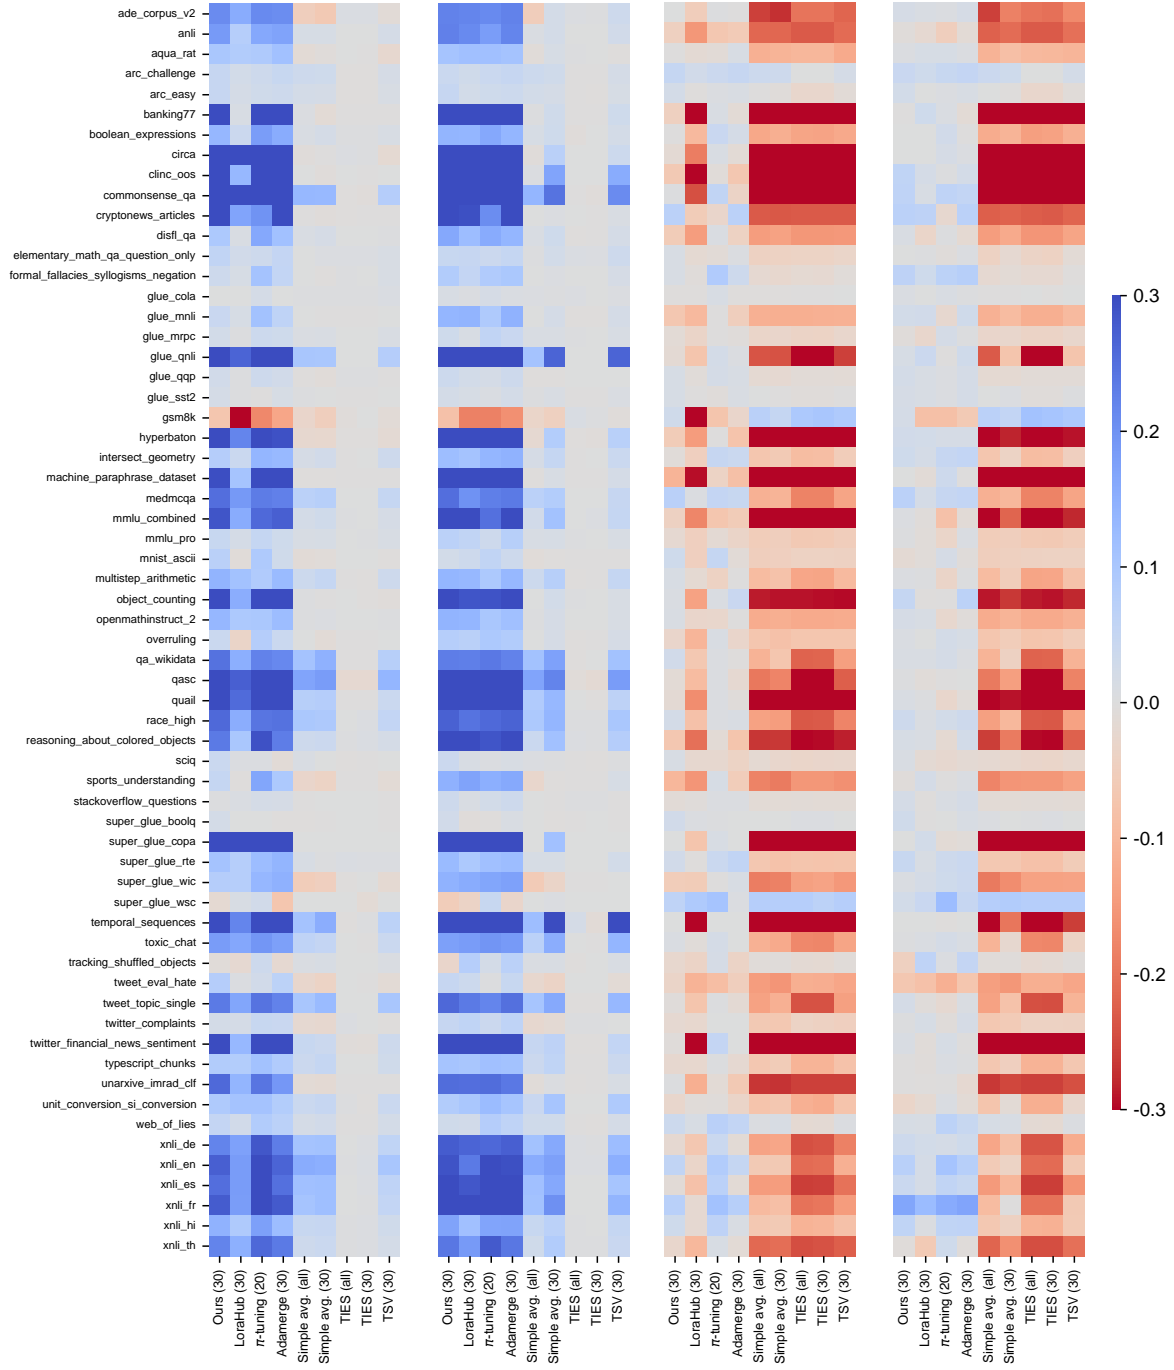 ade_corpus_v2
anli
aqua_rat
arc_challenge
arc_easy
banking77
boolean_expressions
circa
clinc_oos
commonsense_qa
cryptonews_articles
disfl_qa
elementary_math_qa_question_only
formal_fallacies_syllogisms_negation
glue_cola
glue_mnli
glue_mrpc
glue_qnli
glue_qqp
glue_sst2
gsm8k
hyperbaton
intersect_geometry
machine_paraphrase_dataset
medmcqa
mmlu_combined
mmlu_pro
mnist_ascii
multistep_arithmetic
object_counting
openmathinstruct_2
overruling
qa_wikidata
qasc
quail
race_high
reasoning_about_colored_objects
sciq
sports_understanding
stackoverflow_questions
super_glue_boolq
super_glue_copa
super_glue_rte
super_glue_wic
super_glue_wsc
temporal_sequences
toxic_chat
tracking_shuffled_objects
tweet_eval_hate
tweet_topic_single
twitter_complaints
twitter_financial_news_sentiment
typescript_chunks
unarxive_imrad_clf
unit_conversion_si_conversion
web_of_lies
xnli_de
xnli_en
xnli_es
xnli_fr
xnli_hi
xnli_th
Ours (30)
LoraHub (30)
π-tuning (20)
Adamerge (30)
Simple avg. (all)
Simple avg. (30)
TIES (all)
TIES (30)
TSV (30)
Ours (30)
LoraHub (30)
π-tuning (20)
Adamerge (30)
Simple avg. (all)
Simple avg. (30)
TIES (all)
TIES (30)
TSV (30)
Ours (30)
LoraHub (30)
π-tuning (20)
Adamerge (30)
Simple avg. (all)
Simple avg. (30)
TIES (all)
TIES (30)
TSV (30)
Ours (30)
LoraHub (30)
π-tuning (20)
Adamerge (30)
Simple avg. (all)
Simple avg. (30)
TIES (all)
TIES (30)
TSV (30)
0.3
0.2
0.1
0.0
-0.1
-0.2
-0.3